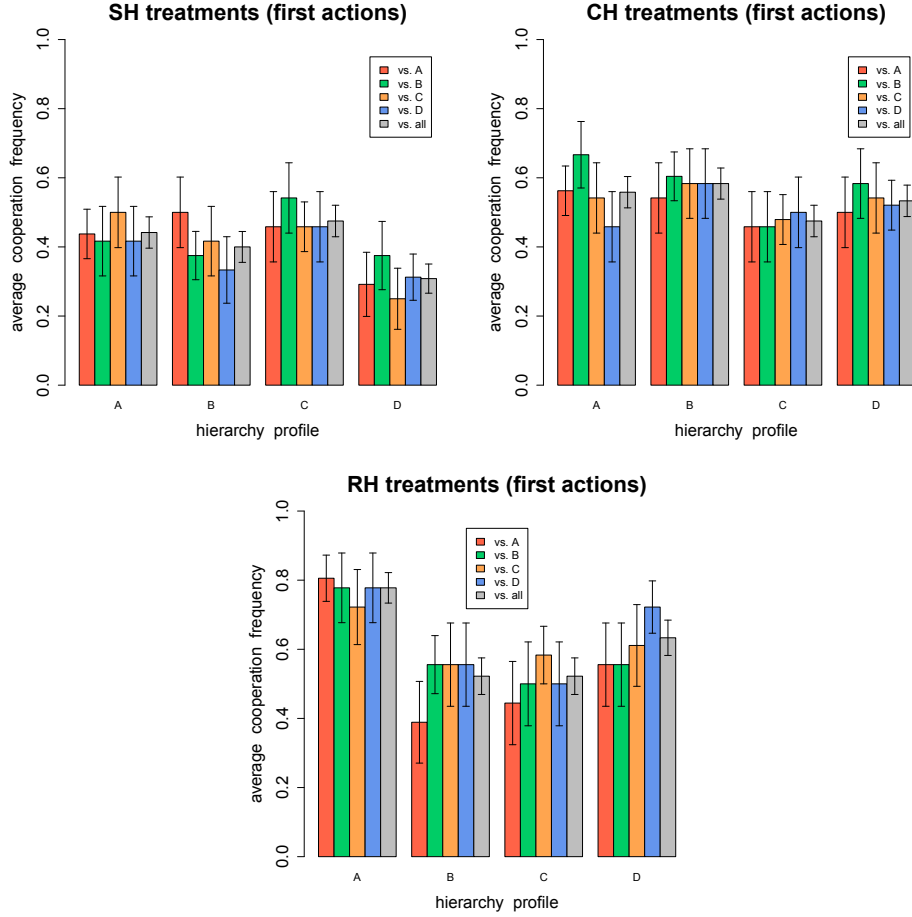 SH treatments (first actions)
average cooperation frequency
1.0
0.8
0.6
0.4
0.2
0.0
vs. A
vs. B
vs. C
vs. D
vs. all
A B C D
hierarchy profile
CH treatments (first actions)
average cooperation frequency
1.0
0.8
0.6
0.4
0.2
0.0
vs. A
vs. B
vs. C
vs. D
vs. all
A B C D
hierarchy profile
RH treatments (first actions)
average cooperation frequency
1.0
0.8
0.6
0.4
0.2
0.0
vs. A
vs. B
vs. C
vs. D
vs. all
A B C D
hierarchy profile